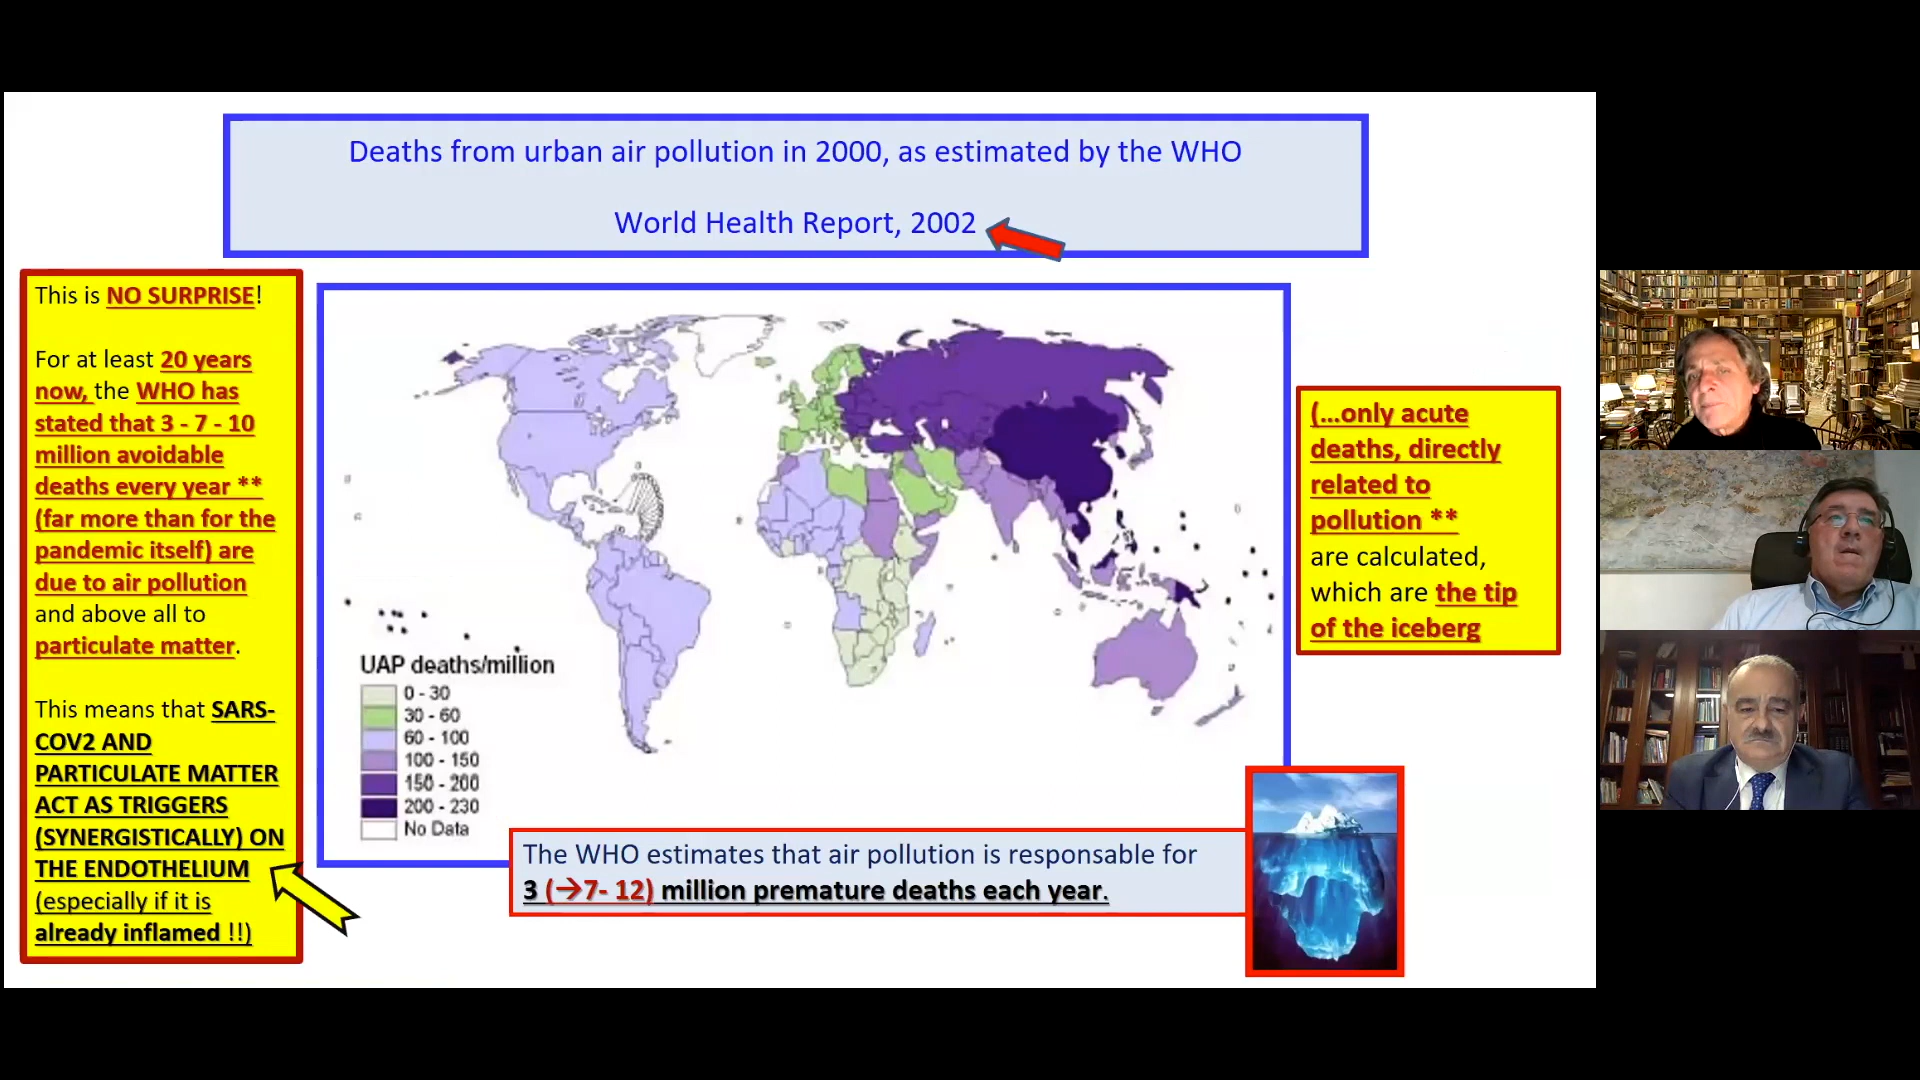 Deaths from urban air pollution in 2000, as estimated by the WHO
World Health Report, 2002
This is NO SURPRISE!
For at least 20 years
now, the WHO has
stated that 3 - 7 - 10
million avoidable
deaths every year **
(far more than for the
pandemic itself) are
due to air pollution
and above all to
particulate matter.
This means that SARS-
COV2 AND
PARTICULATE MATTER
ACT AS TRIGGERS
(SYNERGISTICALLY) ON
THE ENDOTHELIUM
(especially if it is
already inflamed !!)
UAP deaths/million
0 - 30
30 - 60
60 - 100
100 - 150
150 - 200
200 - 230
No Data
(...only acute
deaths, directly
related to
pollution **
are calculated,
which are the tip
of the iceberg
The WHO estimates that air pollution is responsable for
3 (→7- 12) million premature deaths each year.